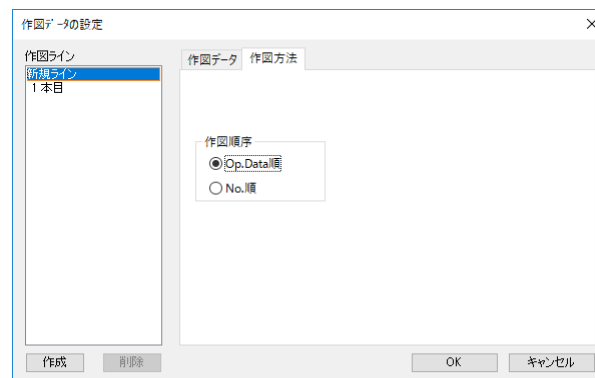 作図ﾃﾞｰﾀの設定
作図ライン
新規ライン
１本目
作図データ
作図方法
作図順序
Op.Data順
No.順
作成
削除
OK
キャンセル